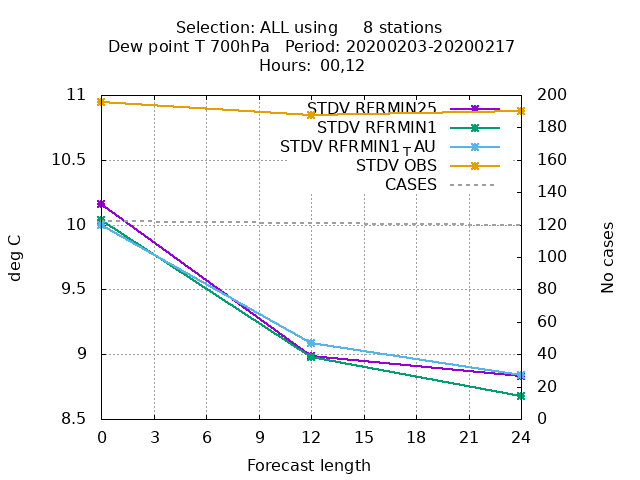 Selection: ALL using     8 stations
Dew point T 700hPa   Period: 20200203-20200217
Hours:  00,12
11
10.5
10
9.5
9
8.5
deg C
STDV RFRMIN25
STDV RFRMIN1
STDV RFRMIN1TAU
STDV OBS
CASES
200
180
160
140
120
100
80
60
40
20
0
No cases
0 3 6 9 12 15 18 21 24
Forecast length